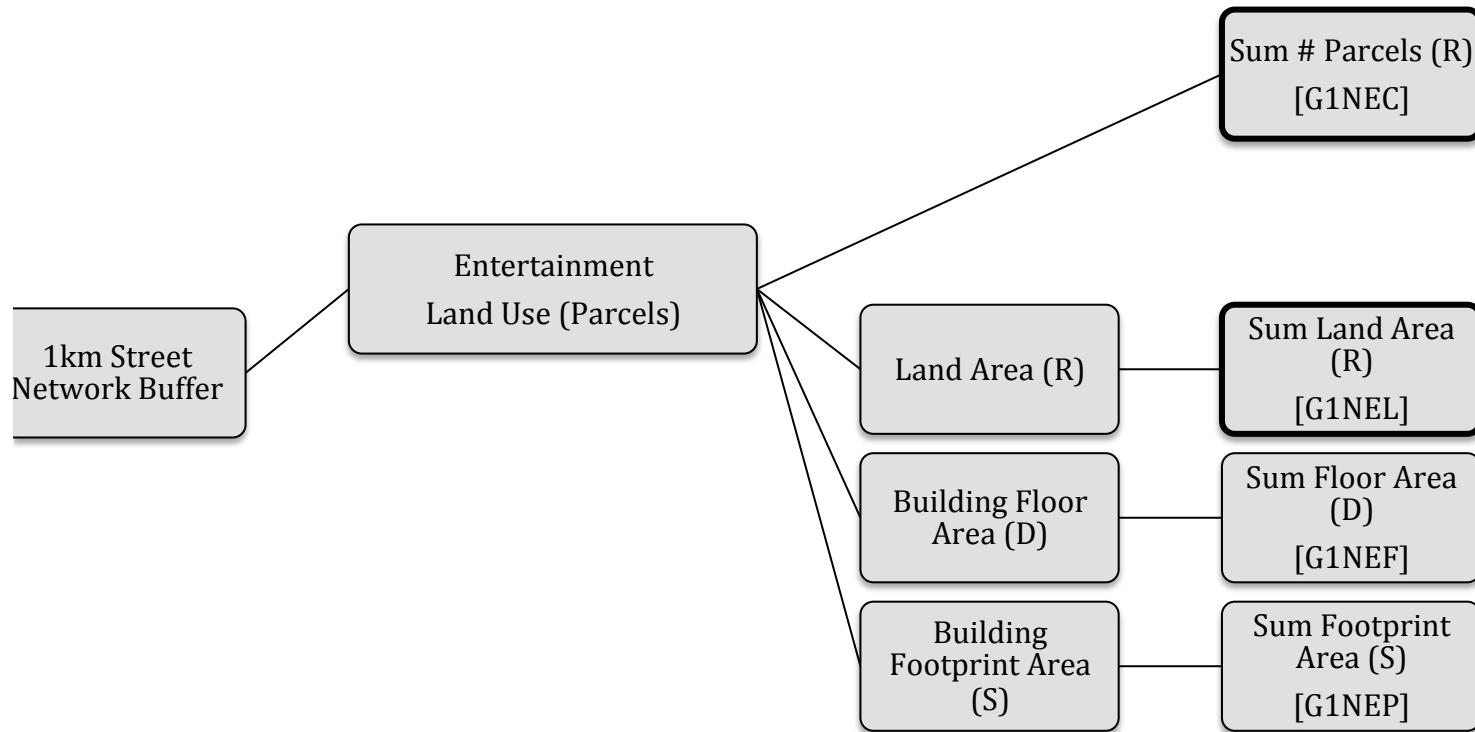 Sum # Parcels (R)
[G1NEC]
Entertainment
Land Use (Parcels)
1km Street
Network Buffer
Land Area (R)
Sum Land Area
(R)
[G1NEL]
Building Floor
Area (D)
Sum Floor Area
(D)
[G1NEF]
Building
Footprint Area
(S)
Sum Footprint
Area (S)
[G1NEP]